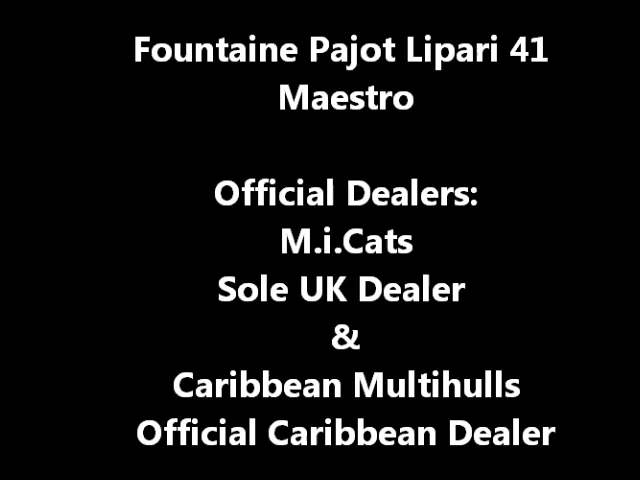 Fountaine Pajot Lipari 41
Maestro
Official Dealers:
M.i.Cats
Sole UK Dealer
&
Caribbean Multihulls
Official Caribbean Dealer